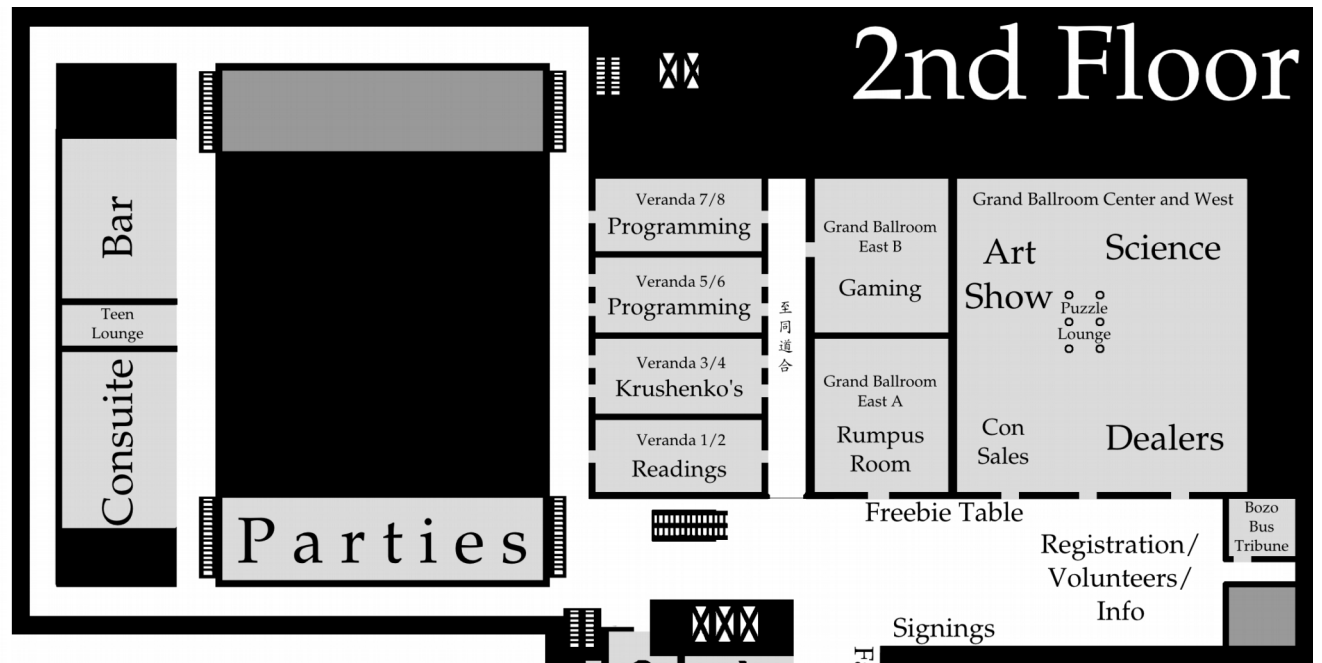 2nd Floor
Bar
Teen
Lounge
Consuite
Parties
Veranda 7/8
Programming
Veranda 5/6
Programming
Veranda 3/4
Krushenko's
Veranda 1/2
Readings
至同道合
Grand Ballroom
East B
Gaming
Grand Ballroom
East A
Rumpus
Room
Grand Ballroom Center and West
Art
Show
Science
Puzzle
Lounge
Con
Sales
Dealers
Freebie Table
Registration/
Volunteers/
Info
Bozo
Bus
Tribune
Signings